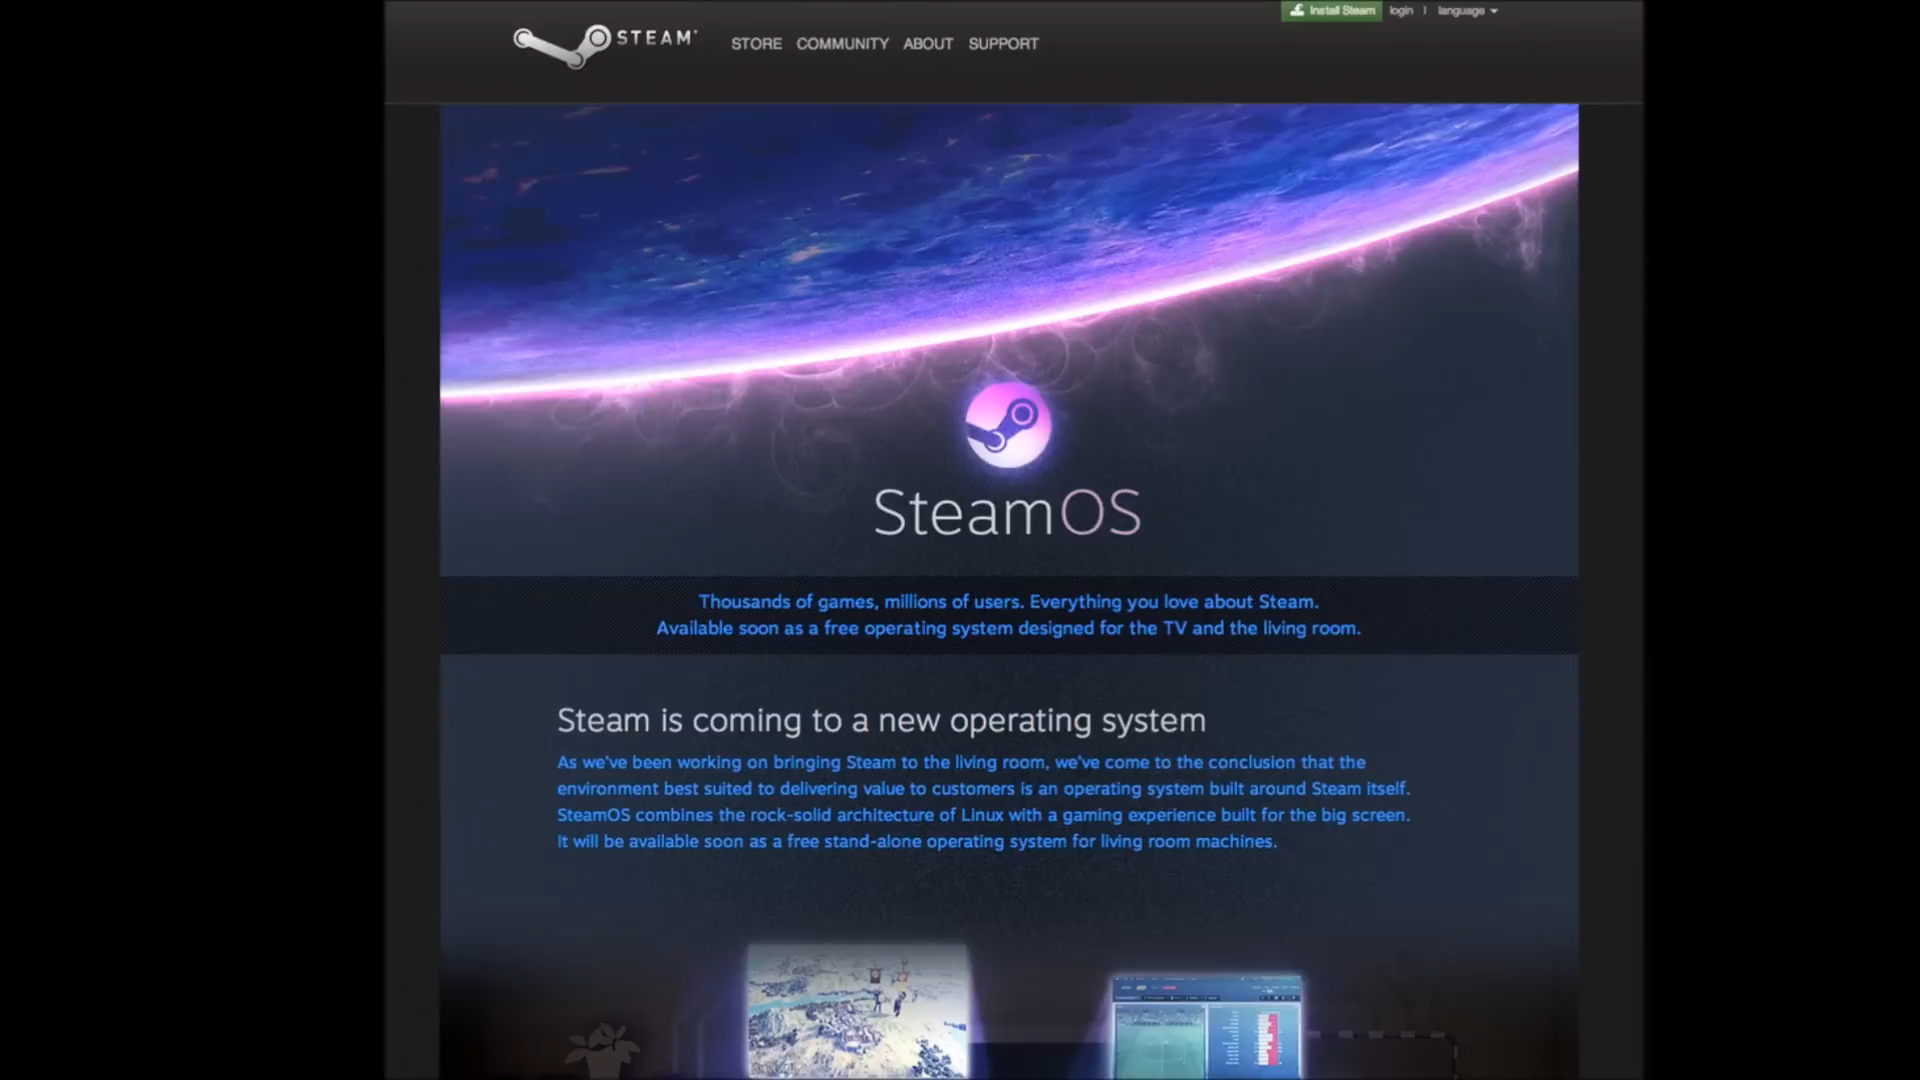 STEAM
STORE COMMUNITY ABOUT SUPPORT
Install Steam login | language
SteamOS
Thousands of games, millions of users. Everything you love about Steam.
Available soon as a free operating system designed for the TV and the living room.
Steam is coming to a new operating system
As we've been working on bringing Steam to the living room, we've come to the conclusion that the
environment best suited to delivering value to customers is an operating system built around Steam itself.
SteamOS combines the rock-solid architecture of Linux with a gaming experience built for the big screen.
It will be available soon as a free stand-alone operating system for living room machines.